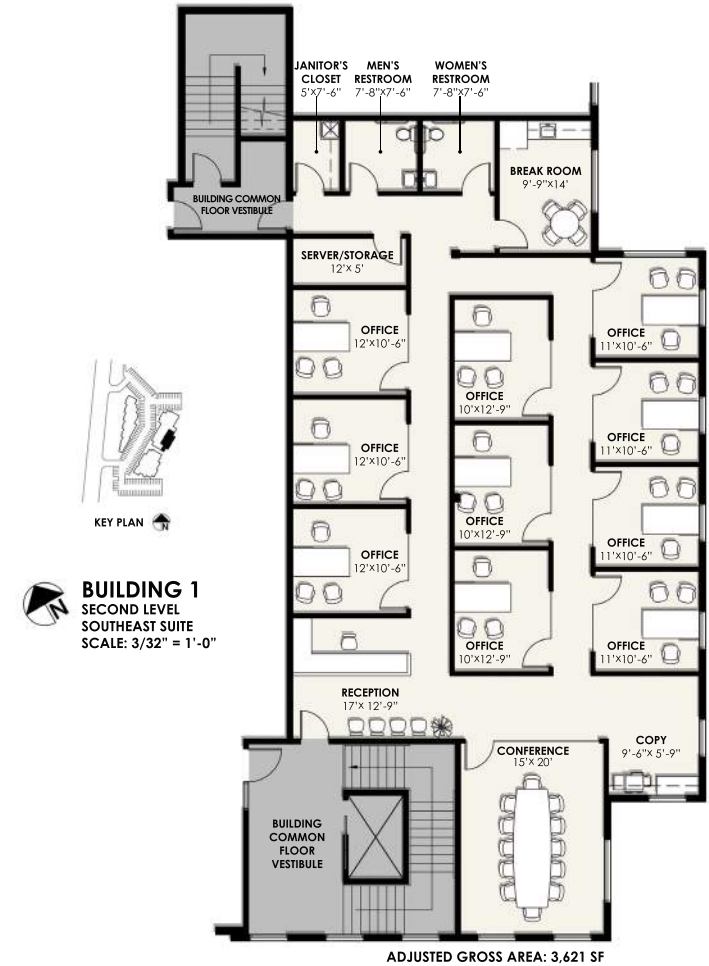 JANITOR'S
CLOSET
5'x7'-6"
MEN'S
RESTROOM
7'-8"x7'-6"
WOMEN'S
RESTROOM
7'-8"x7'-6"
BREAK ROOM
9'-9"x14'
BUILDING COMMON
FLOOR VESTIBULE
SERVER/STORAGE
12'x 5'
OFFICE
12'x10'-6"
OFFICE
11'x10'-6"
OFFICE
10'x12'-9"
OFFICE
12'x10'-6"
OFFICE
11'x10'-6"
OFFICE
10'x12'-9"
OFFICE
11'x10'-6"
OFFICE
12'x10'-6"
OFFICE
10'x12'-9"
OFFICE
11'x10'-6"
KEY PLAN
N
N
BUILDING 1
SECOND LEVEL
SOUTHEAST SUITE
SCALE: 3/32" = 1'-0"
RECEPTION
17'x 12'-9"
COPY
9'-6"x 5'-9"
CONFERENCE
15'x 20'
BUILDING
COMMON
FLOOR
VESTIBULE
ADJUSTED GROSS AREA: 3,621 SF